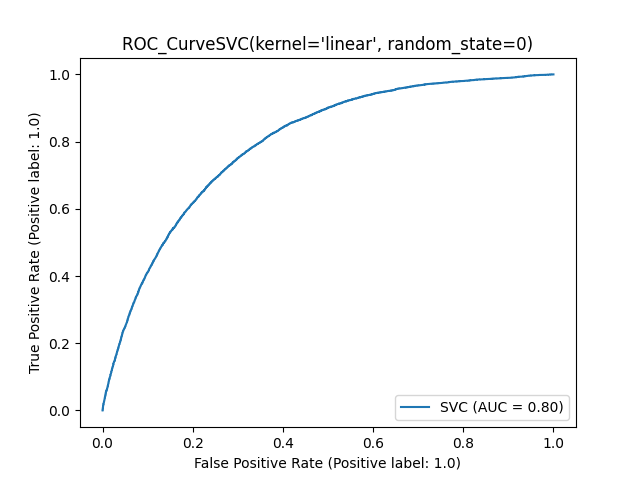 ROC_CurveSVC(kernel='linear', random_state=0)
True Positive Rate (Positive label: 1.0)
1.0
0.8
0.6
0.4
0.2
0.0
SVC (AUC = 0.80)
0.0 0.2 0.4 0.6 0.8 1.0
False Positive Rate (Positive label: 1.0)